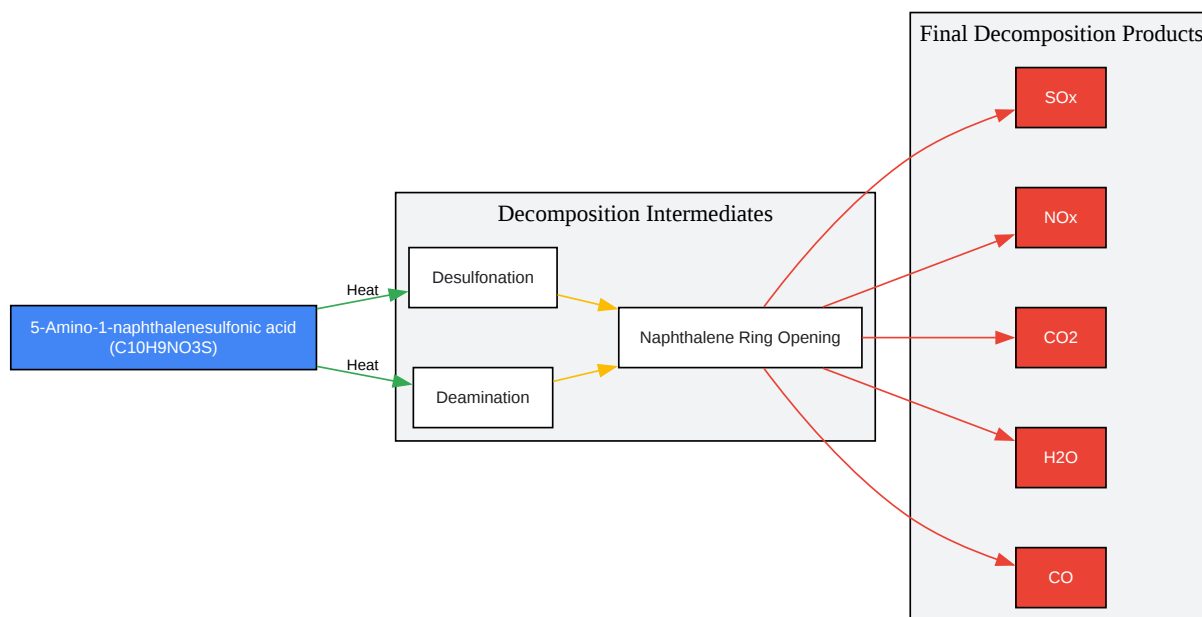 Final Decomposition Products
SOx
NOx
Decomposition Intermediates
Desulfonation
Heat
5-Amino-1-naphthalenesulfonic acid
(C10H9NO3S)
Naphthalene Ring Opening
CO2
Heat
Deamination
H2O
CO